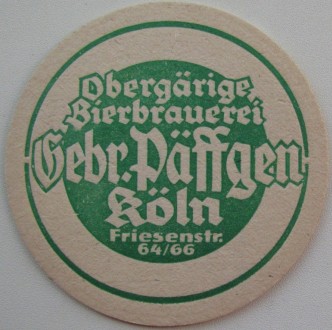 Obergärige
Bierbrauerei
Gebr. Päffgen
Köln
Friesenstr.
64/66